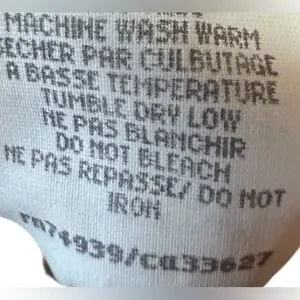 MACHINE WASH WARM
SECHER PAR CULBUTAGE
A BASSE TEMPERATURE
TUMBLE DRY LOW
NE PAS BLANCHIR
DO NOT BLEACH
NE PAS REPASSE/ DO NOT
IRON
rn74939/ca33627